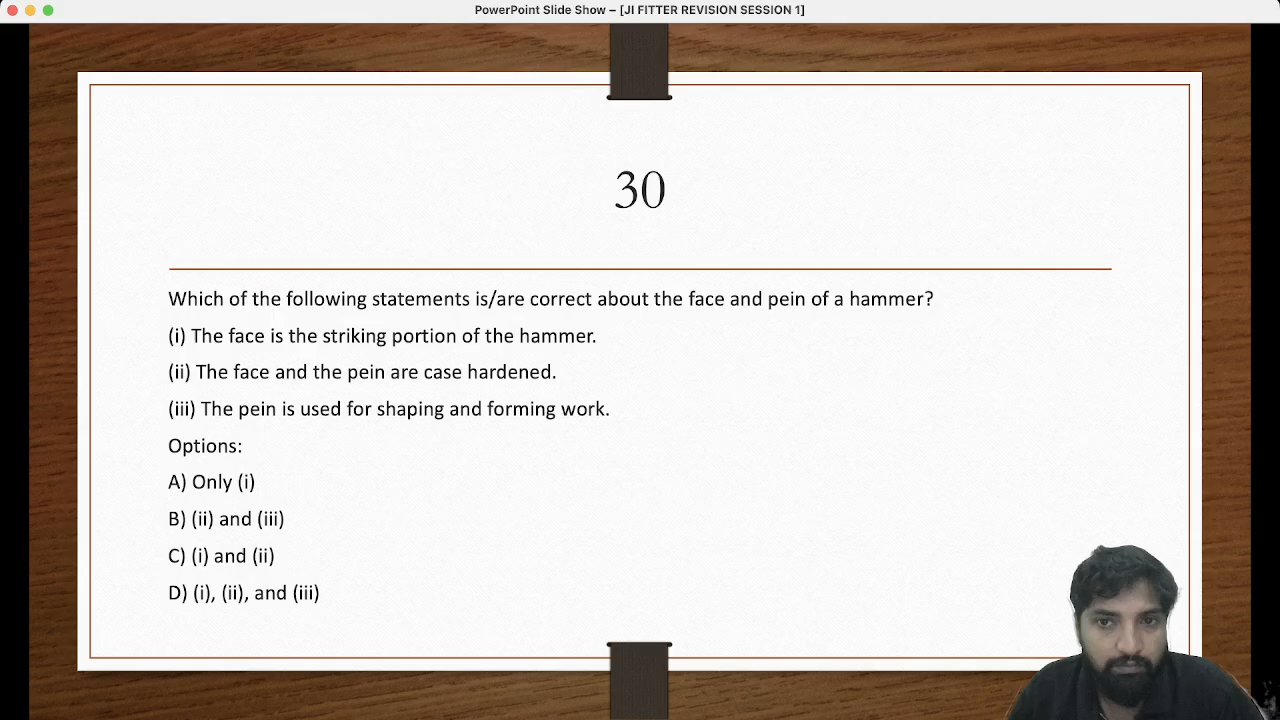 PowerPoint Slide Show – [JI FITTER REVISION SESSION 1]
30
Which of the following statements is/are correct about the face and pein of a hammer?
(i) The face is the striking portion of the hammer.
(ii) The face and the pein are case hardened.
(iii) The pein is used for shaping and forming work.
Options:
A) Only (i)
B) (ii) and (iii)
C) (i) and (ii)
D) (i), (ii), and (iii)